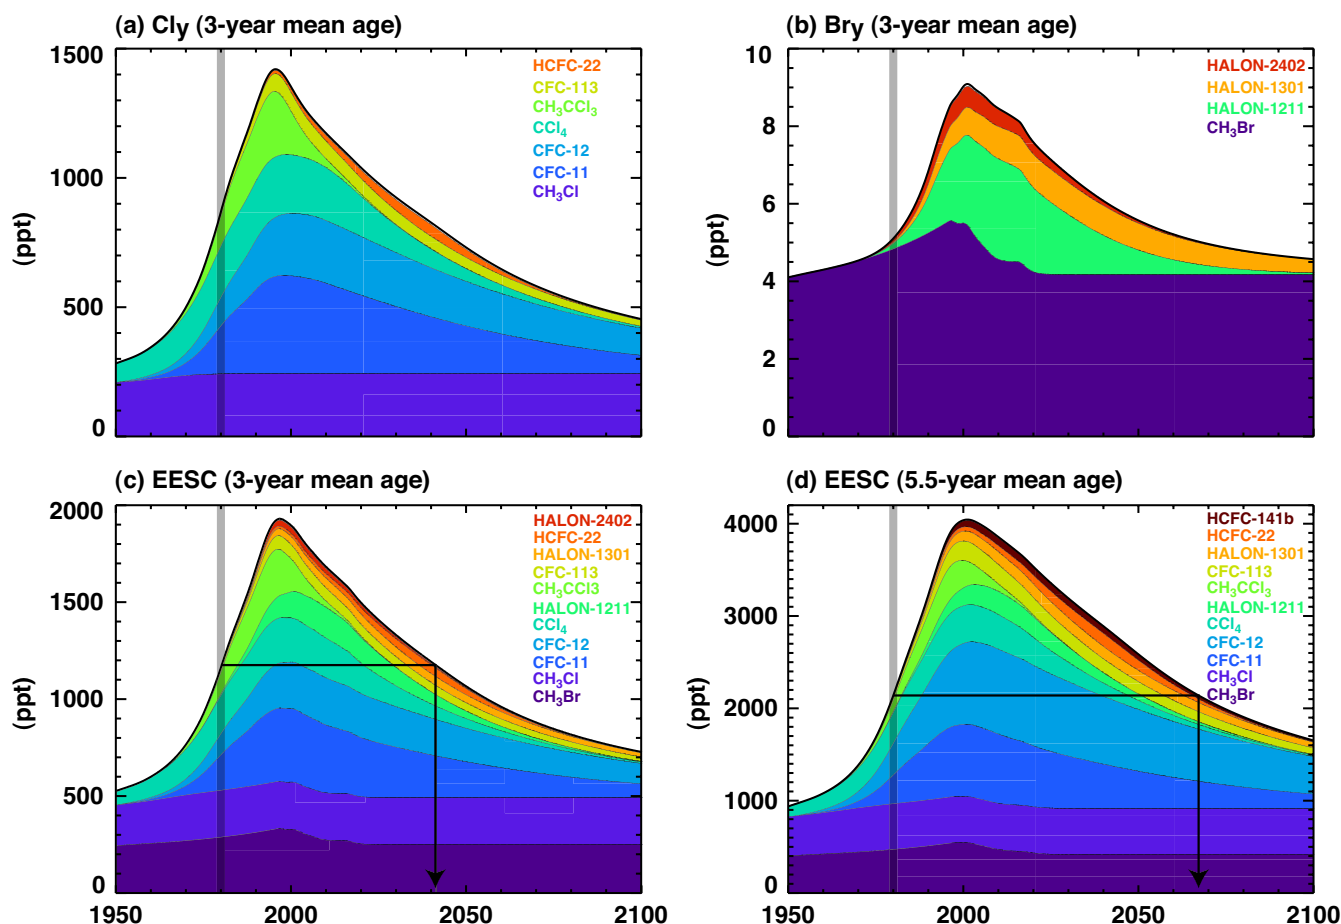 (a) Cly (3-year mean age)
1500
1000
500
0
(ppt)
HCFC-22
CFC-113
CH₃CCl₃
CCl₄
CFC-12
CFC-11
CH₃Cl
(b) Bry (3-year mean age)
10
8
6
4
2
0
(ppt)
HALON-2402
HALON-1301
HALON-1211
CH₃Br
(c) EESC (3-year mean age)
2000
1500
1000
500
0
(ppt)
HALON-2402
HCFC-22
HALON-1301
CFC-113
CH₃CCl3
HALON-1211
CCl₄
CFC-12
CFC-11
CH₃Cl
CH₃Br
1950 2000 2050 2100
(d) EESC (5.5-year mean age)
4000
3000
2000
1000
0
(ppt)
HCFC-141b
HCFC-22
HALON-1301
CFC-113
CH₃CCl₃
HALON-1211
CCl₄
CFC-12
CFC-11
CH₃Cl
CH₃Br
1950 2000 2050 2100